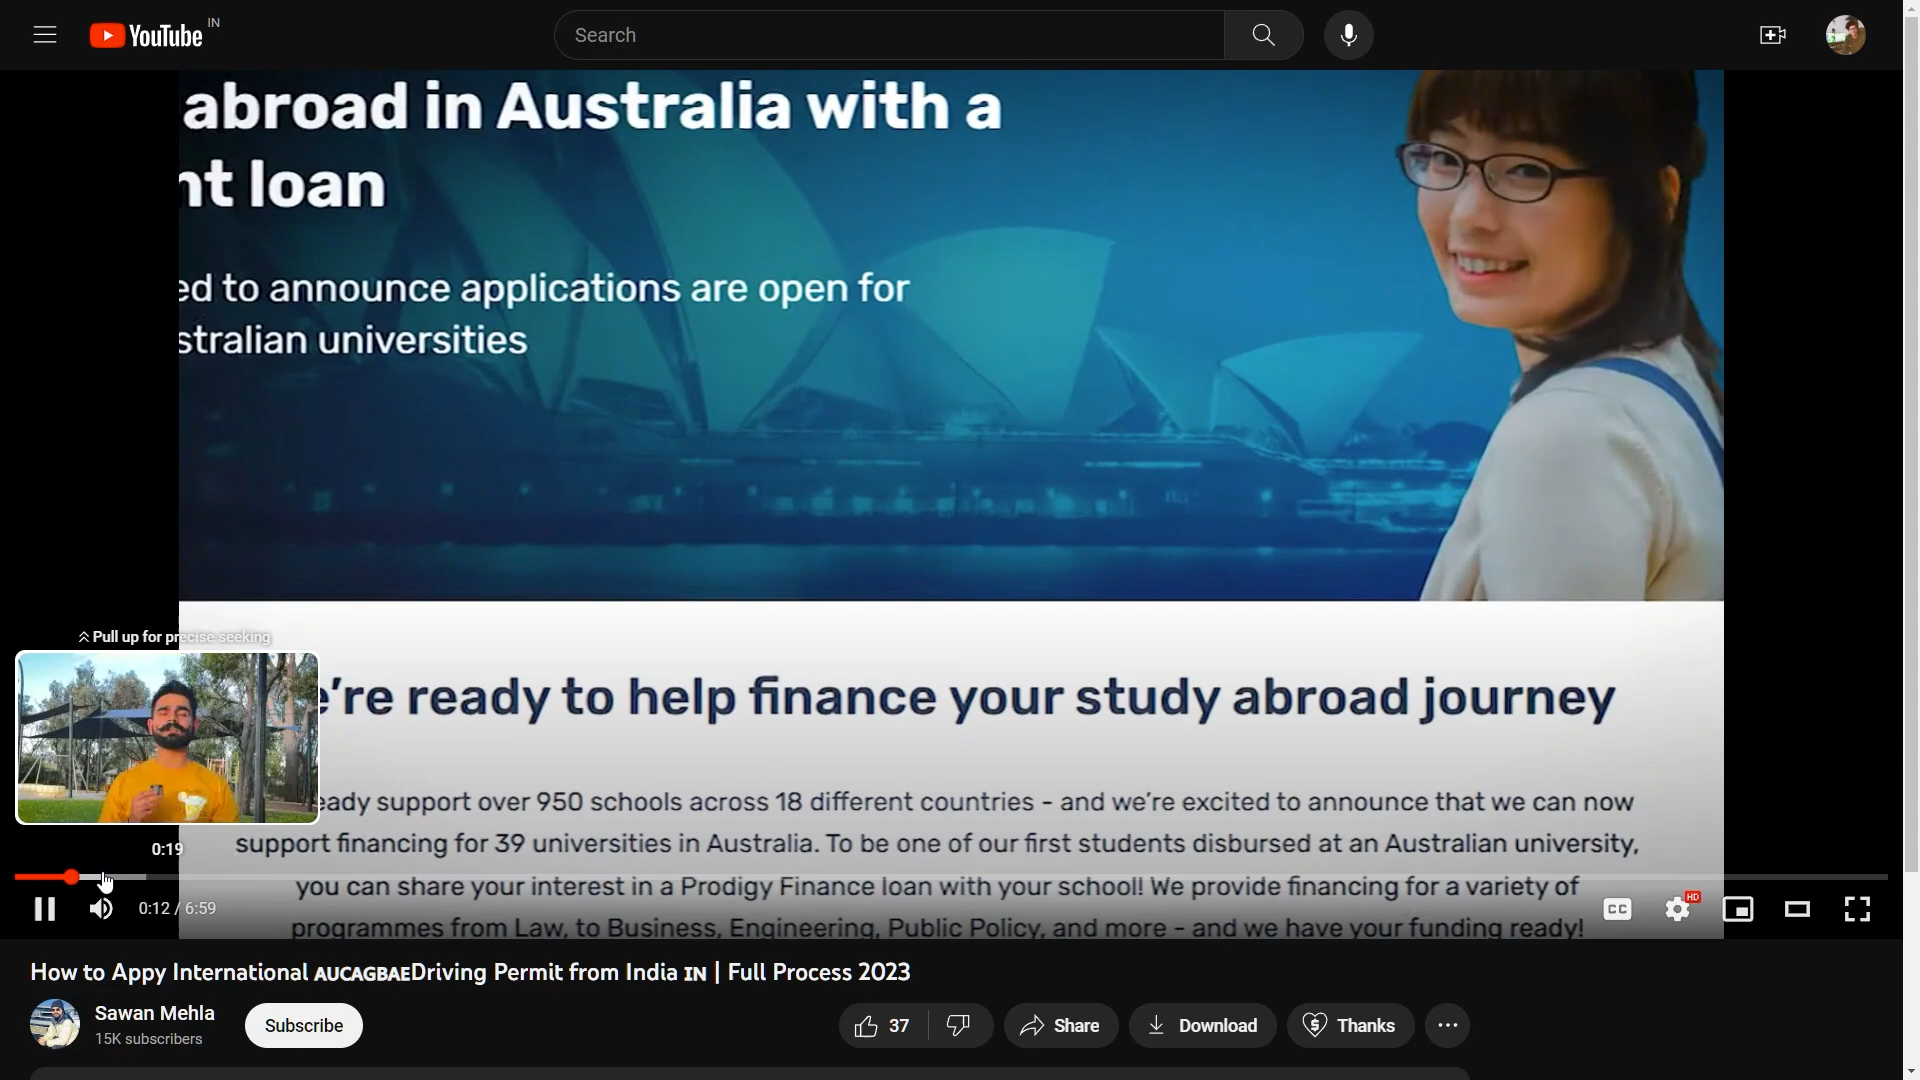 YouTube IN
Search
abroad in Australia with a
nt loan
ed to announce applications are open for
stralian universities
Pull up for precise seeking
e're ready to help finance your study abroad journey
eady support over 950 schools across 18 different countries - and we're excited to announce that we can now
support financing for 39 universities in Australia. To be one of our first students disbursed at an Australian university,
you can share your interest in a Prodigy Finance loan with your school! We provide financing for a variety of
programmes from Law, to Business, Engineering, Public Policy, and more - and we have your funding ready!
0:19
0:12 / 6:59
CC
HD
How to Appy International AUCAGBAEDriving Permit from India IN | Full Process 2023
Sawan Mehla
15K subscribers
Subscribe
37
Share
Download
Thanks